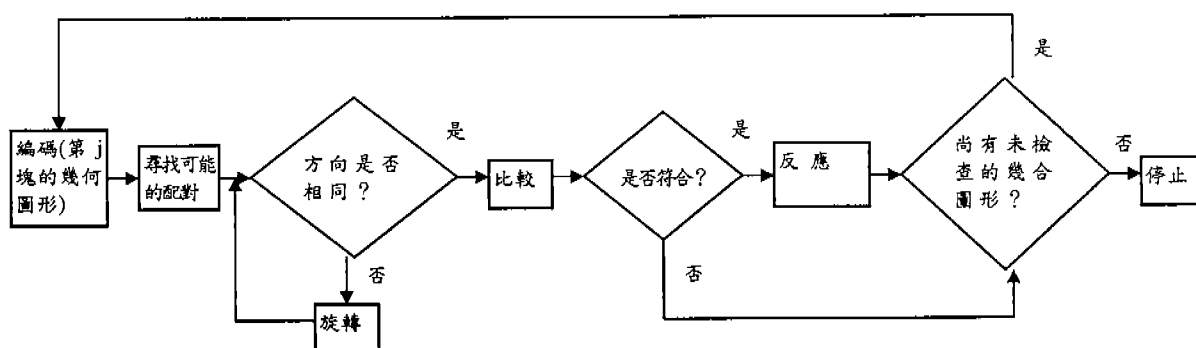 是
編碼(第 j
塊的幾何
圖形)
尋找可能
的配對
方向是否
相同?
是
否
旋轉
比較
是否符合?
是
否
反應
尚有未檢
查的幾合
圖形?
否
停止